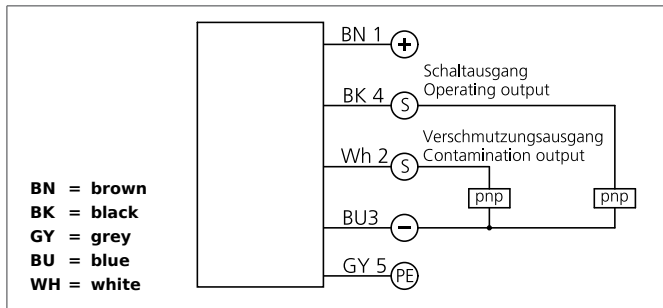 BN 1
+
Schaltausgang
Operating output
BK 4
S
Verschmutzungsausgang
Contamination output
Wh 2
S
pnp
pnp
BU3
−
GY 5
PE
BN = brown
BK = black
GY = grey
BU = blue
WH = white